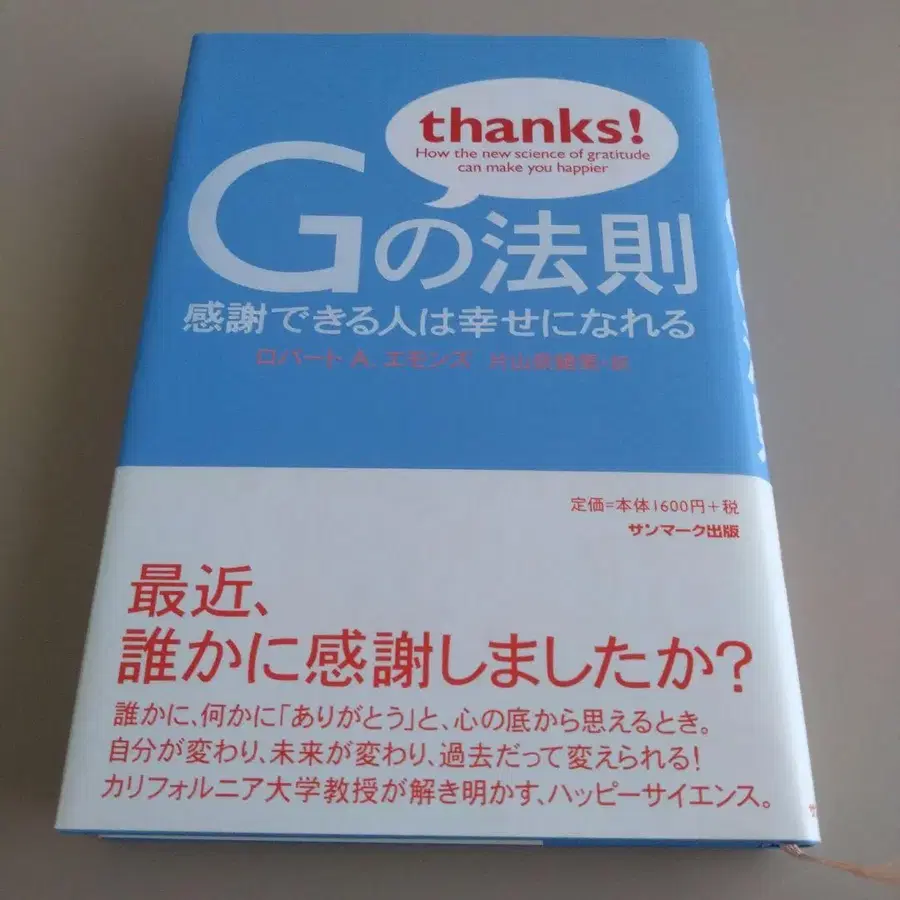 thanks!
How the new science of gratitude
can make you happier
Gの法則
感謝できる人は幸せになれる
ロバート A. エモンズ 片山奈緒美・訳
定価=本体1600円+税
サンマーク出版
最近、
誰かに感謝しましたか?
誰かに、何かに「ありがとう」と、心の底から思えるとき。
自分が変わり、未来が変わり、過去だって変えられる!
カリフォルニア大学教授が解き明かす、ハッピーサイエンス。